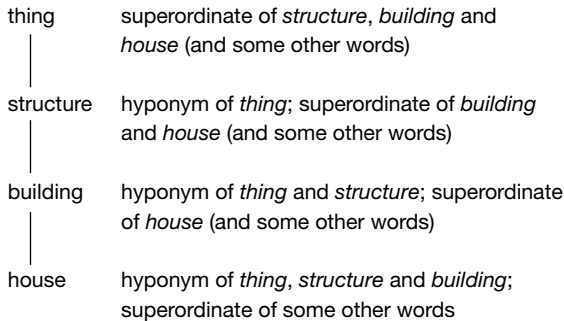 thing superordinate of structure, building and
house (and some other words)
structure hyponym of thing; superordinate of building
and house (and some other words)
building hyponym of thing and structure; superordinate
of house (and some other words)
house hyponym of thing, structure and building;
superordinate of some other words